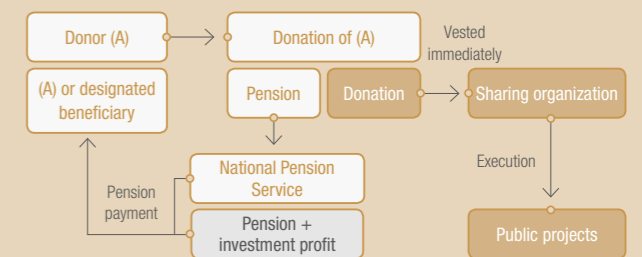 Donor (A)
Donation of (A)
Vested
immediately
(A) or designated
beneficiary
Pension
Donation
Sharing organization
National Pension
Service
Execution
Pension
payment
Pension +
investment profit
Public projects